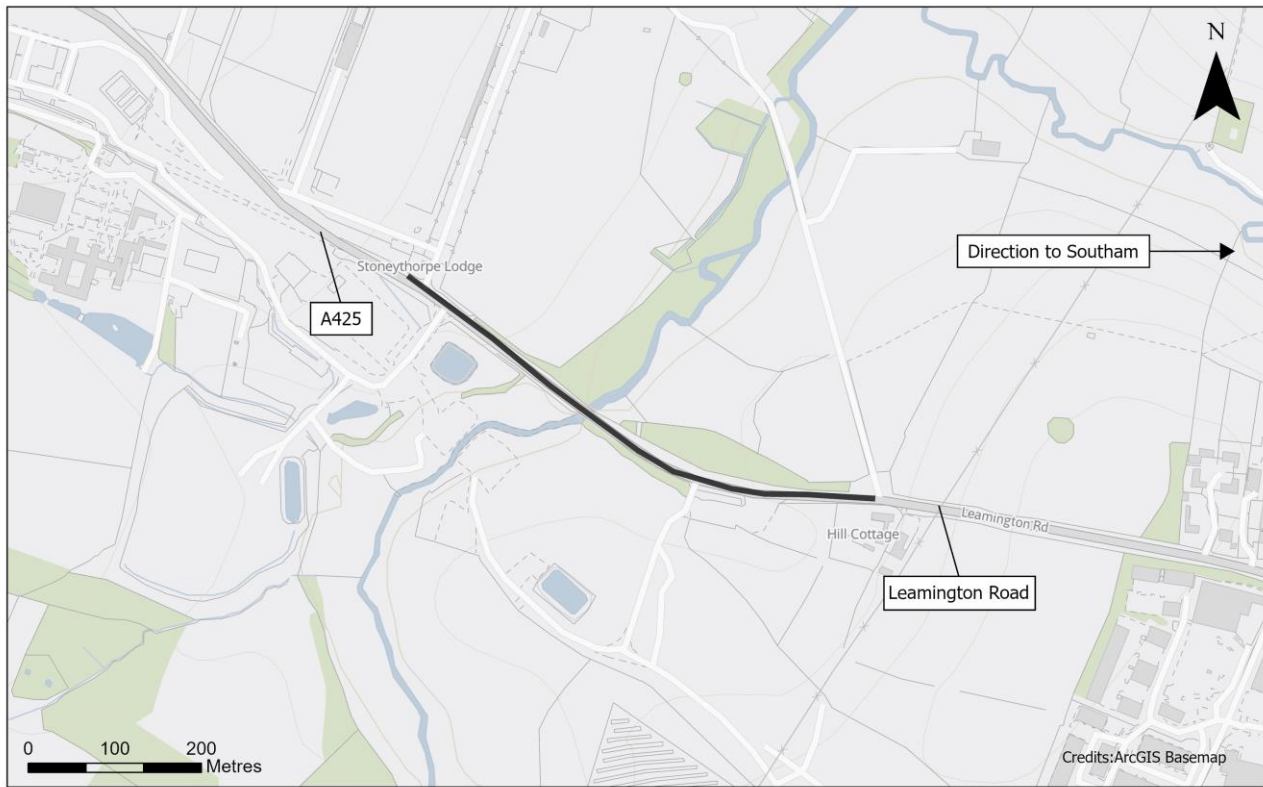 N
Direction to Southam
Stoneythorpe Lodge
A425
Leamington Rd
Hill Cottage
Leamington Road
0 100 200
Metres
Credits:ArcGIS Basemap